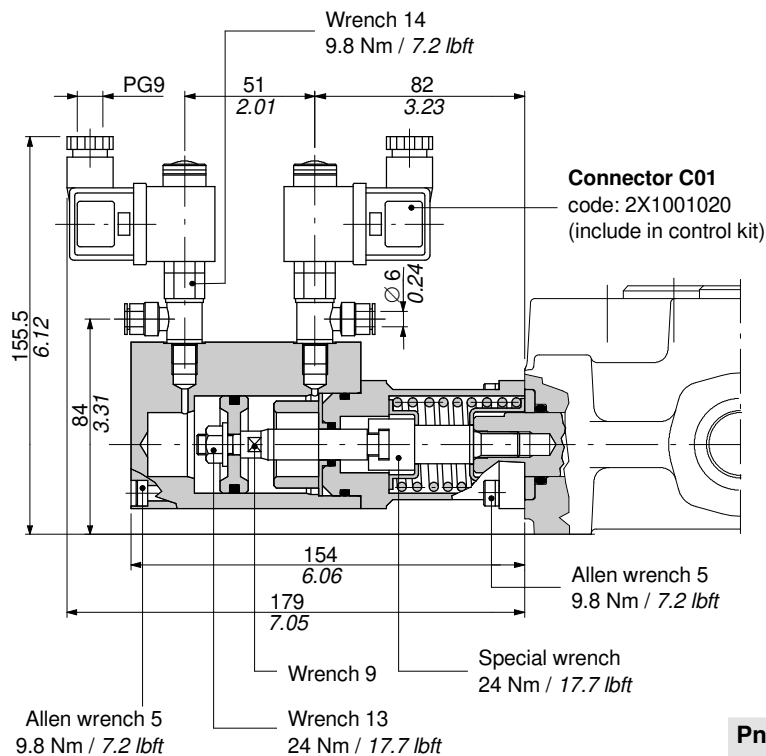 Wrench 14
9.8 Nm / 7.2 lbft
PG9
51
2.01
82
3.23
Connector C01
code: 2X1001020
(include in control kit)
Ø 6
0.24
155.5
6.12
84
3.31
154
6.06
179
7.05
Allen wrench 5
9.8 Nm / 7.2 lbft
Wrench 9
Special wrench
24 Nm / 17.7 lbft
Allen wrench 5
9.8 Nm / 7.2 lbft
Wrench 13
24 Nm / 17.7 lbft
Pn